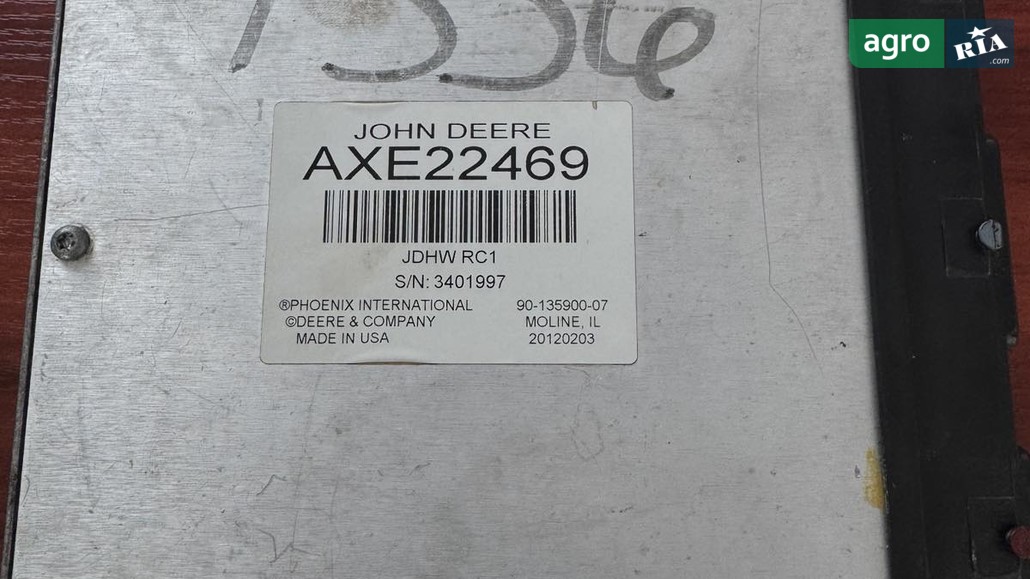 agro
RIA
.com
JOHN DEERE
AXE22469
JDHW RC1
S/N: 3401997
®PHOENIX INTERNATIONAL 90-135900-07
©DEERE & COMPANY MOLINE, IL
MADE IN USA 20120203